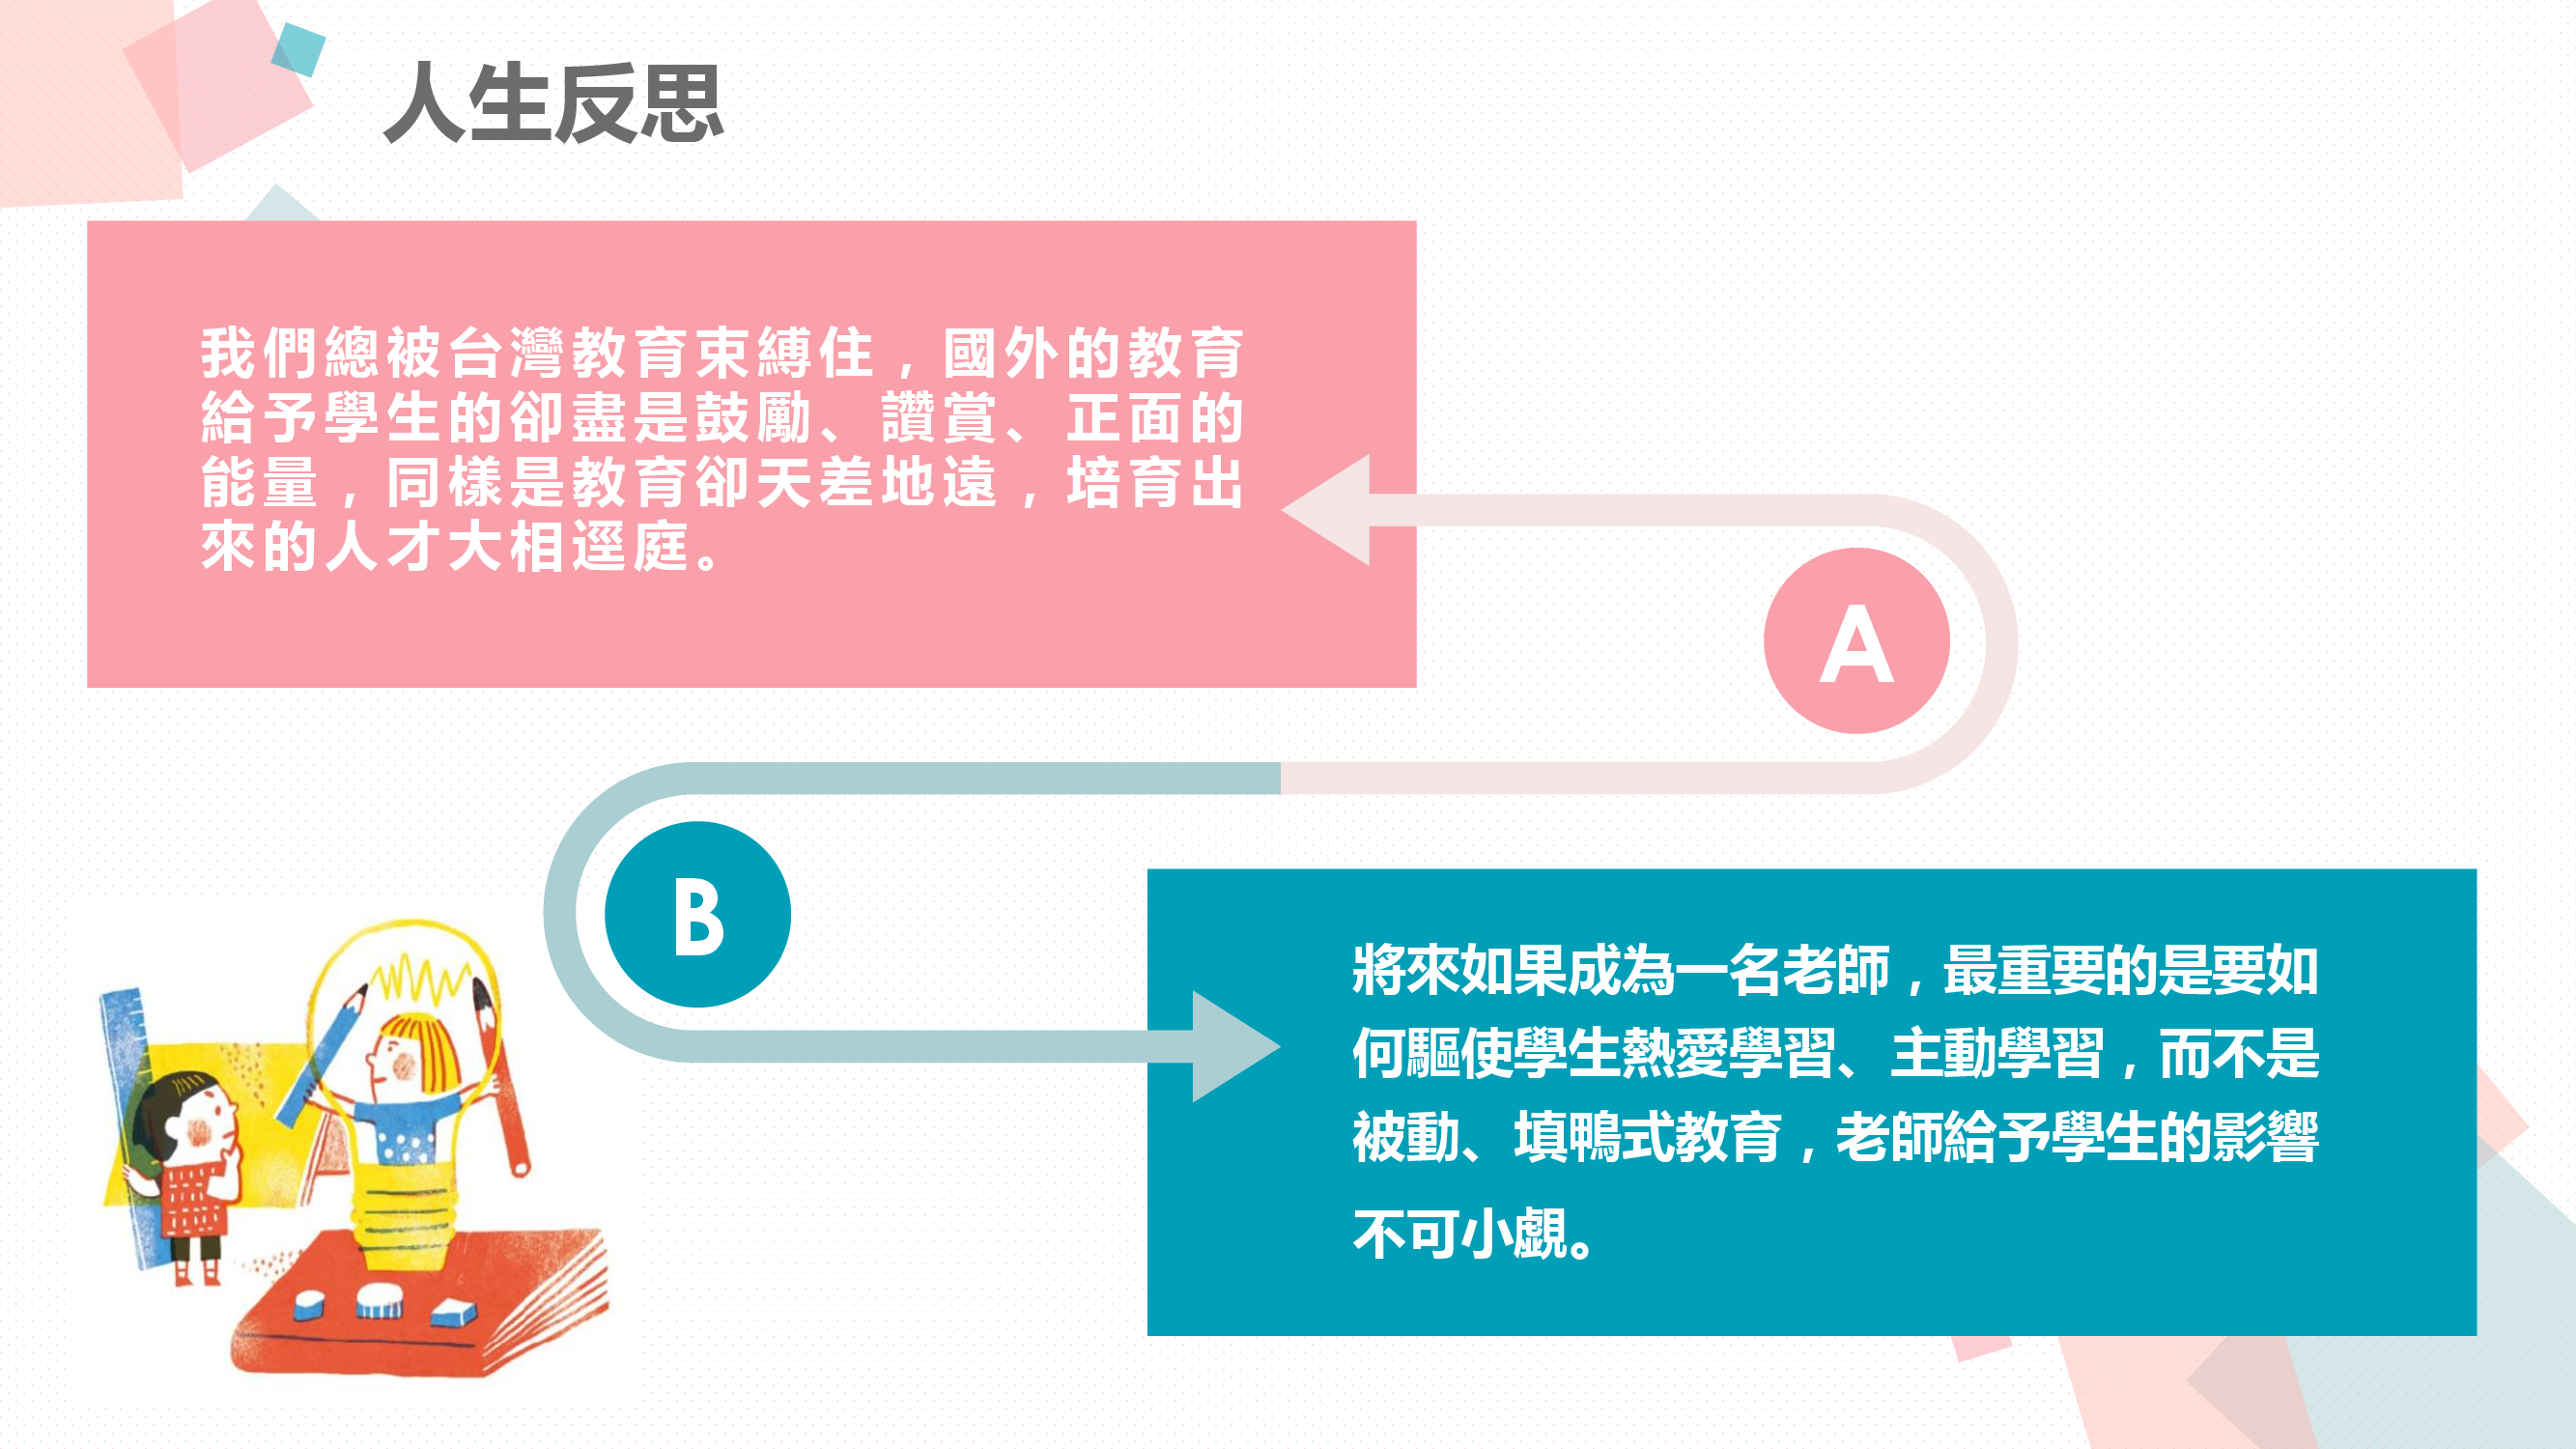 人生反思
我們總被台灣教育束縛住，國外的教育
給予學生的卻盡是鼓勵、讚賞、正面的
能量，同樣是教育卻天差地遠，培育出
來的人才大相逕庭。
A
B
將來如果成為一名老師，最重要的是要如
何驅使學生熱愛學習、主動學習，而不是
被動、填鴨式教育，老師給予學生的影響
不可小覷。